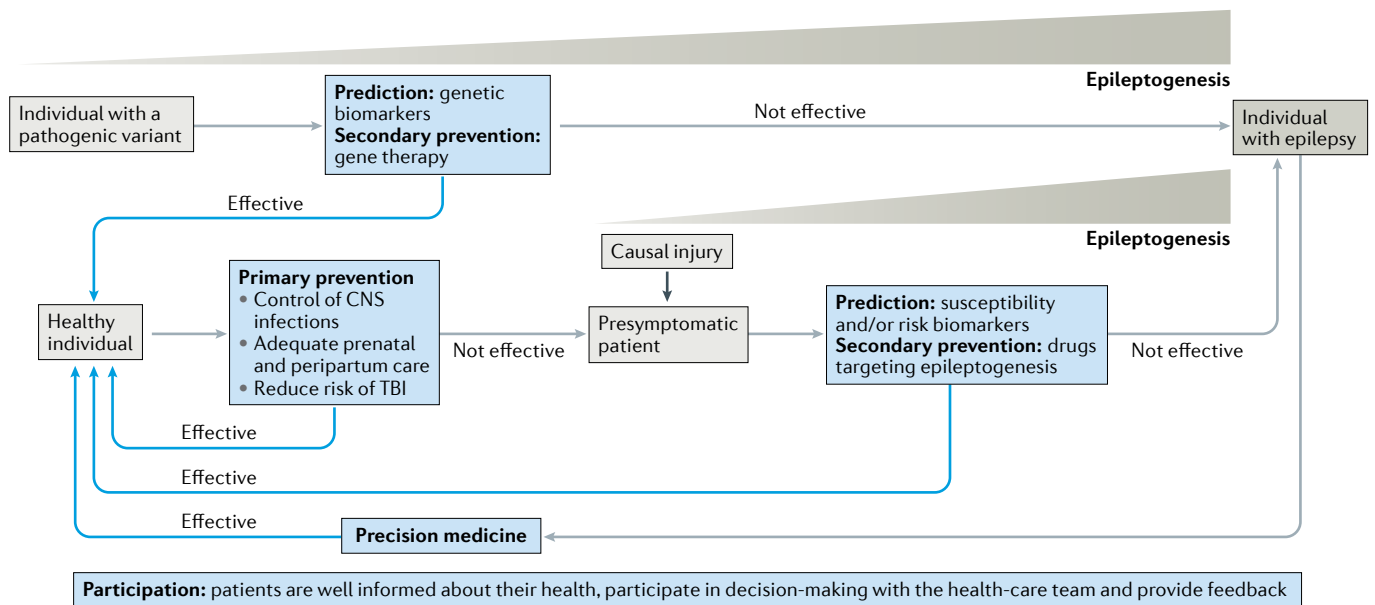 Epileptogenesis
Individual with a
pathogenic variant
Prediction: genetic
biomarkers
Secondary prevention:
gene therapy
Not effective
Individual
with epilepsy
Effective
Epileptogenesis
Causal injury
Healthy
individual
Primary prevention
• Control of CNS
infections
• Adequate prenatal
and peripartum care
• Reduce risk of TBI
Not effective
Presymptomatic
patient
Prediction: susceptibility
and/or risk biomarkers
Secondary prevention: drugs
targeting epileptogenesis
Not effective
Effective
Effective
Effective
Precision medicine
Participation: patients are well informed about their health, participate in decision-making with the health-care team and provide feedback